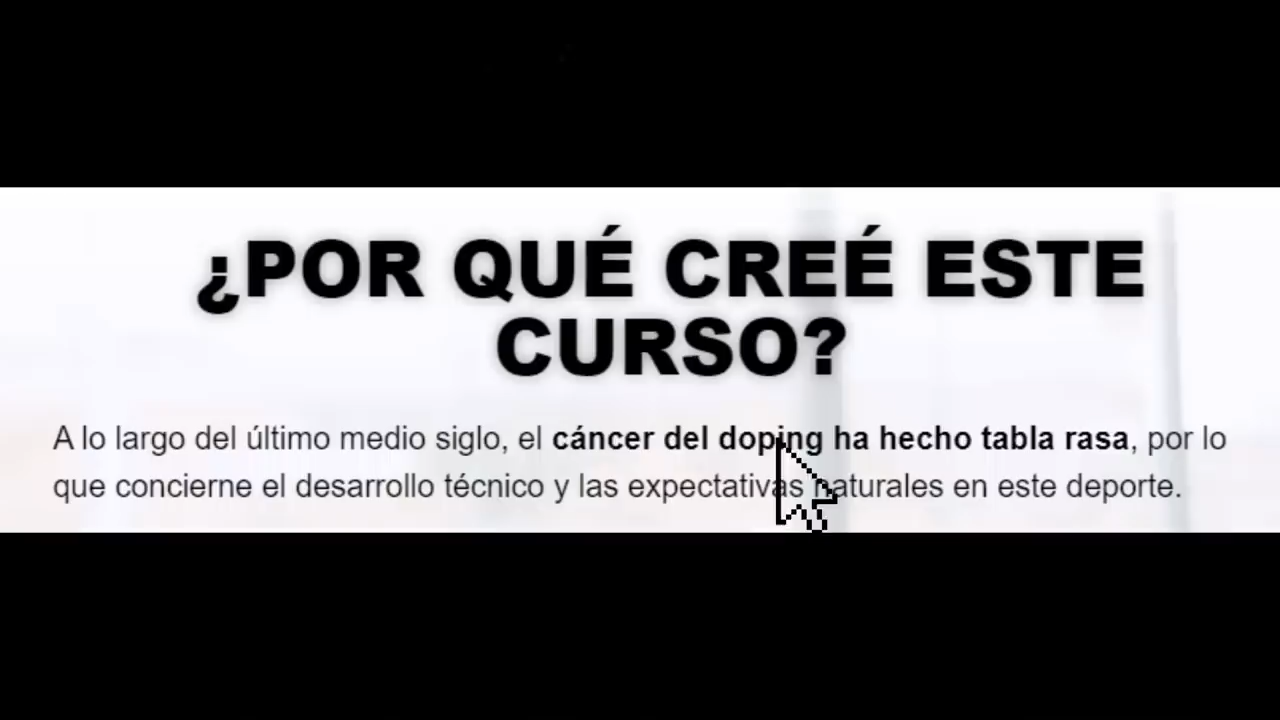 ¿POR QUÉ CREÉ ESTE
CURSO?
A lo largo del último medio siglo, el cáncer del doping ha hecho tabla rasa, por lo
que concierne el desarrollo técnico y las expectativas naturales en este deporte.